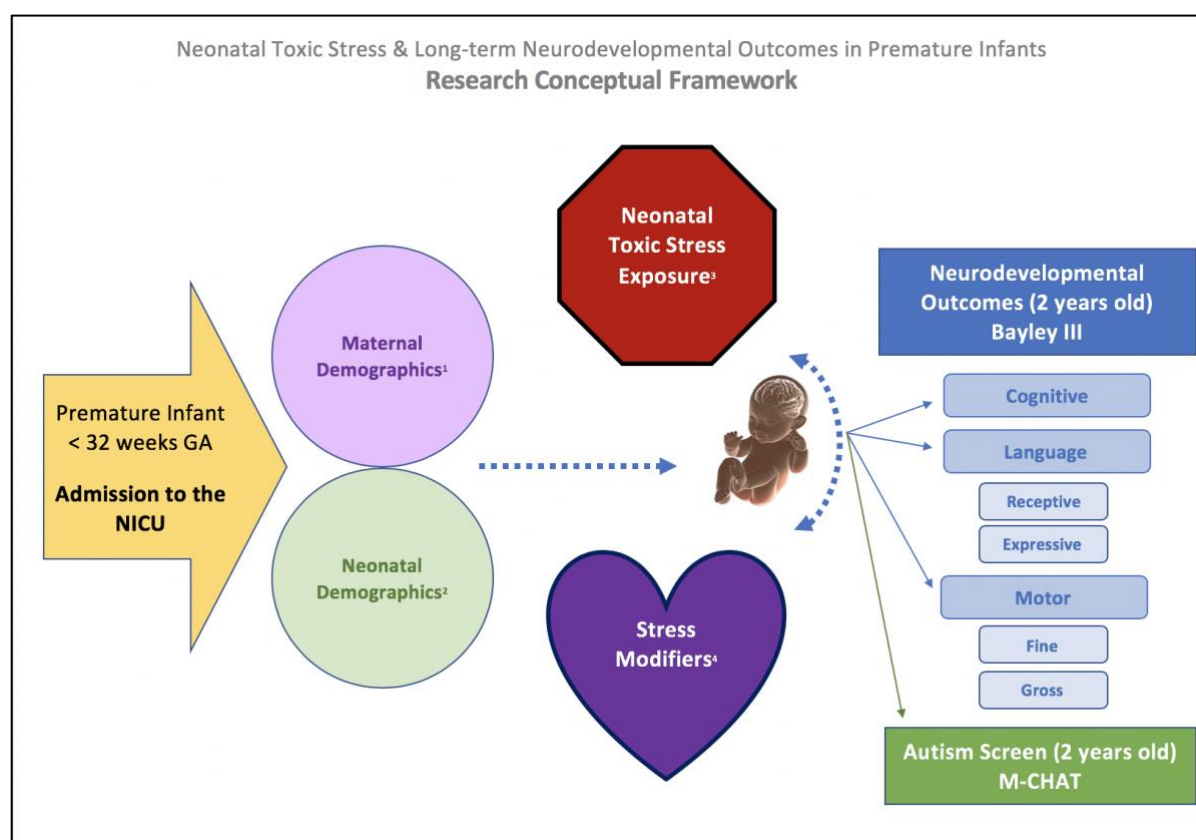 Neonatal Toxic Stress & Long-term Neurodevelopmental Outcomes in Premature Infants
Research Conceptual Framework
Premature Infant
< 32 weeks GA
Admission to the
NICU
Maternal
Demographics¹
Neonatal
Demographics²
Neonatal
Toxic Stress
Exposure³
Stress
Modifiers⁴
Neurodevelopmental
Outcomes (2 years old)
Bayley III
Cognitive
Language
Receptive
Expressive
Motor
Fine
Gross
Autism Screen (2 years old)
M-CHAT